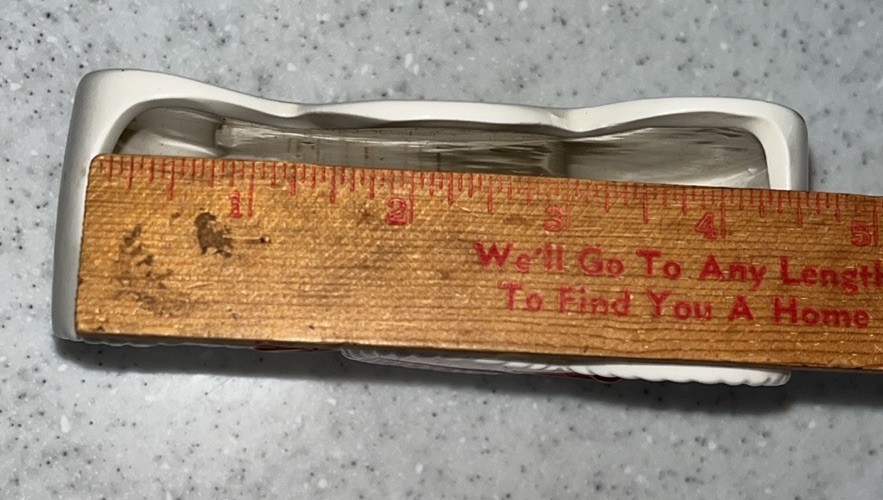 1 2 3 4 5
We'll Go To Any Length
To Find You A Home